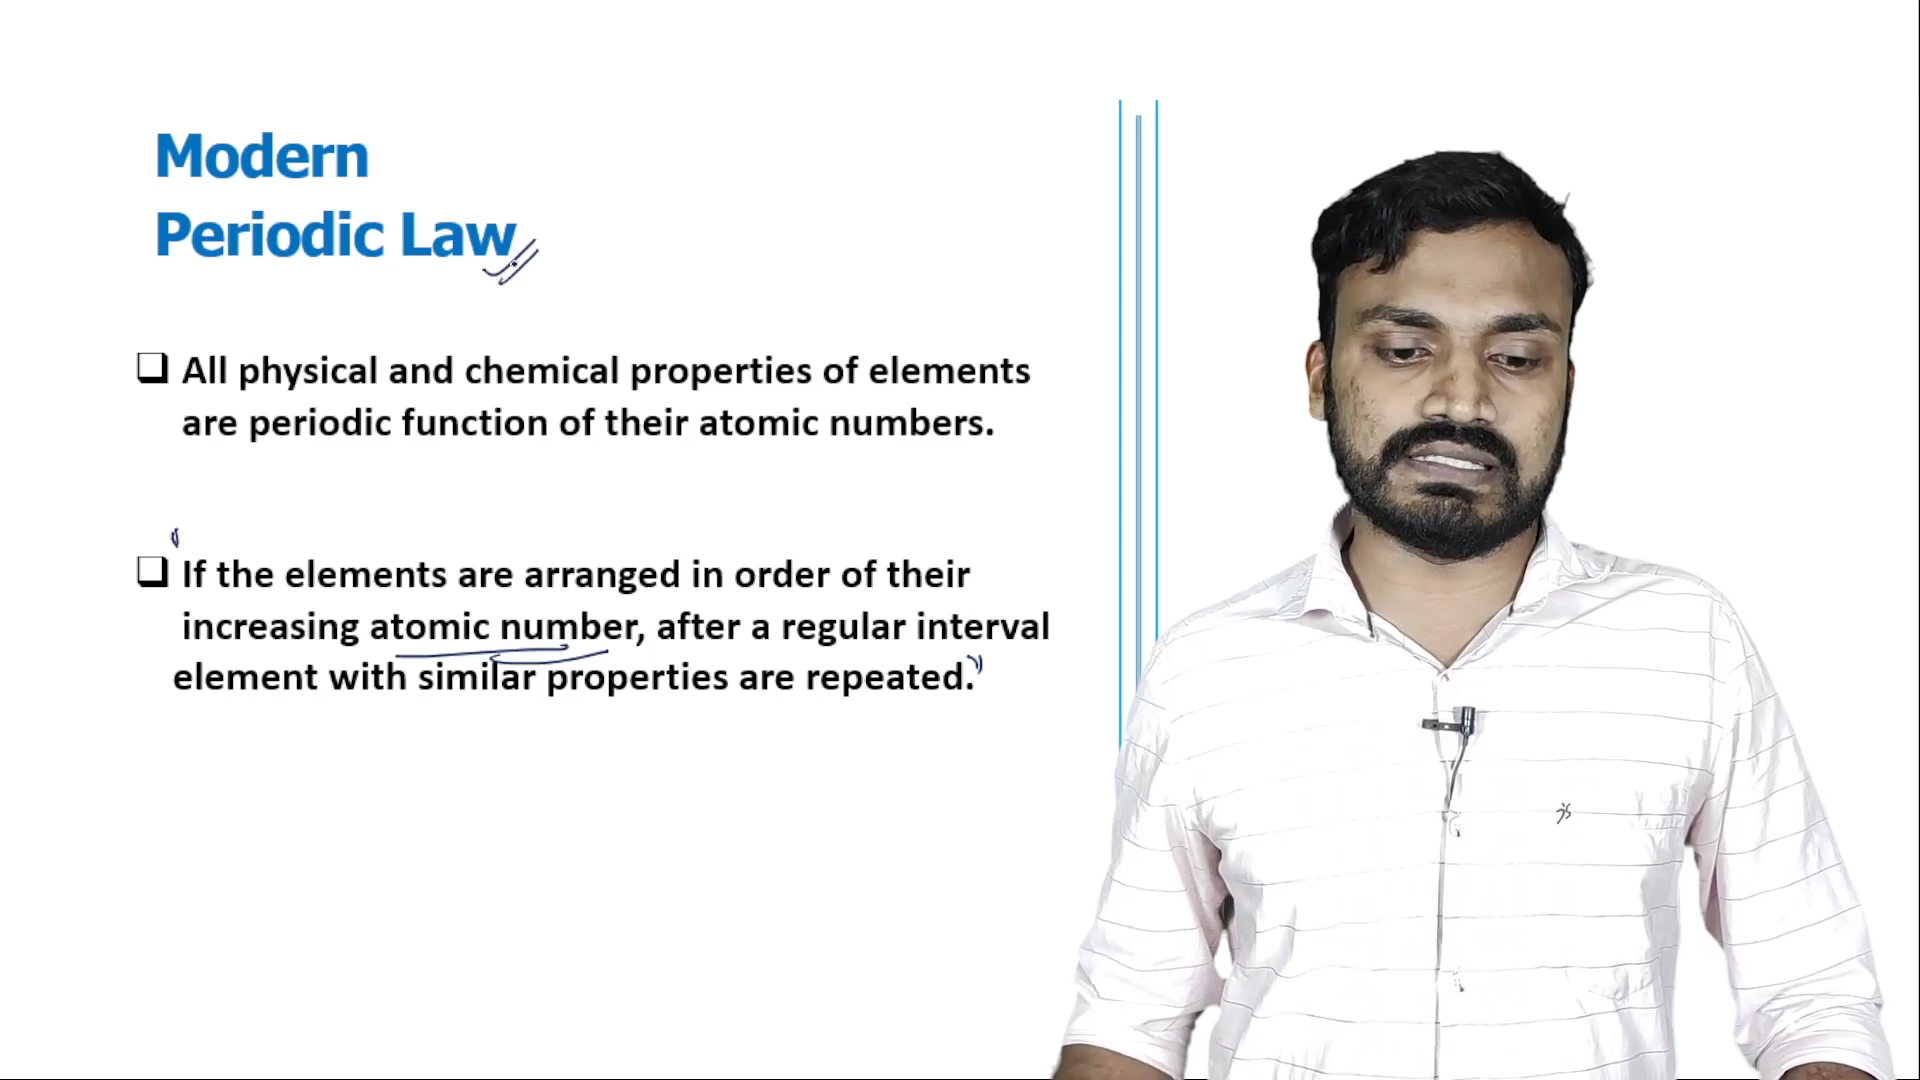 Modern
Periodic Law
All physical and chemical properties of elements
are periodic function of their atomic numbers.
If the elements are arranged in order of their
increasing atomic number, after a regular interval
element with similar properties are repeated.